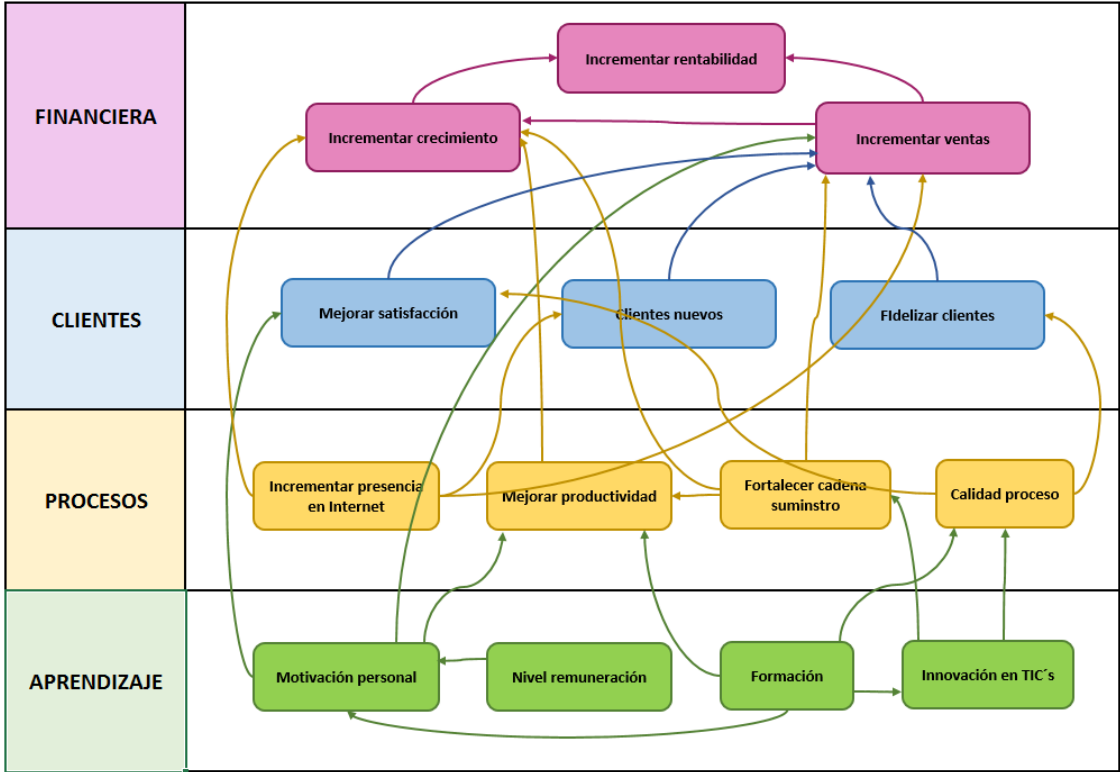 FINANCIERA
Incrementar rentabilidad
Incrementar crecimiento
Incrementar ventas
CLIENTES
Mejorar satisfacción
Clientes nuevos
FIdelizar clientes
PROCESOS
Incrementar presencia
en Internet
Mejorar productividad
Fortalecer cadena
suminstro
Calidad proceso
APRENDIZAJE
Motivación personal
Nivel remuneración
Formación
Innovación en TIC´s